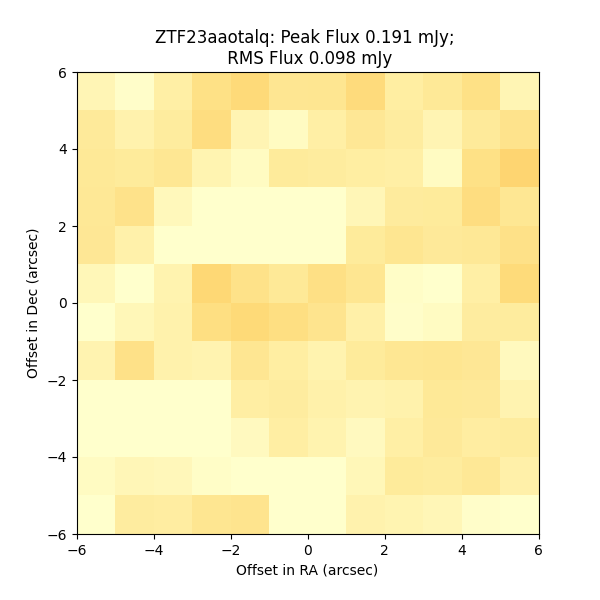 ZTF23aaotalq: Peak Flux 0.191 mJy;
RMS Flux 0.098 mJy
6
4
2
0
−2
−4
−6
Offset in Dec (arcsec)
−6 −4 −2 0 2 4 6
Offset in RA (arcsec)